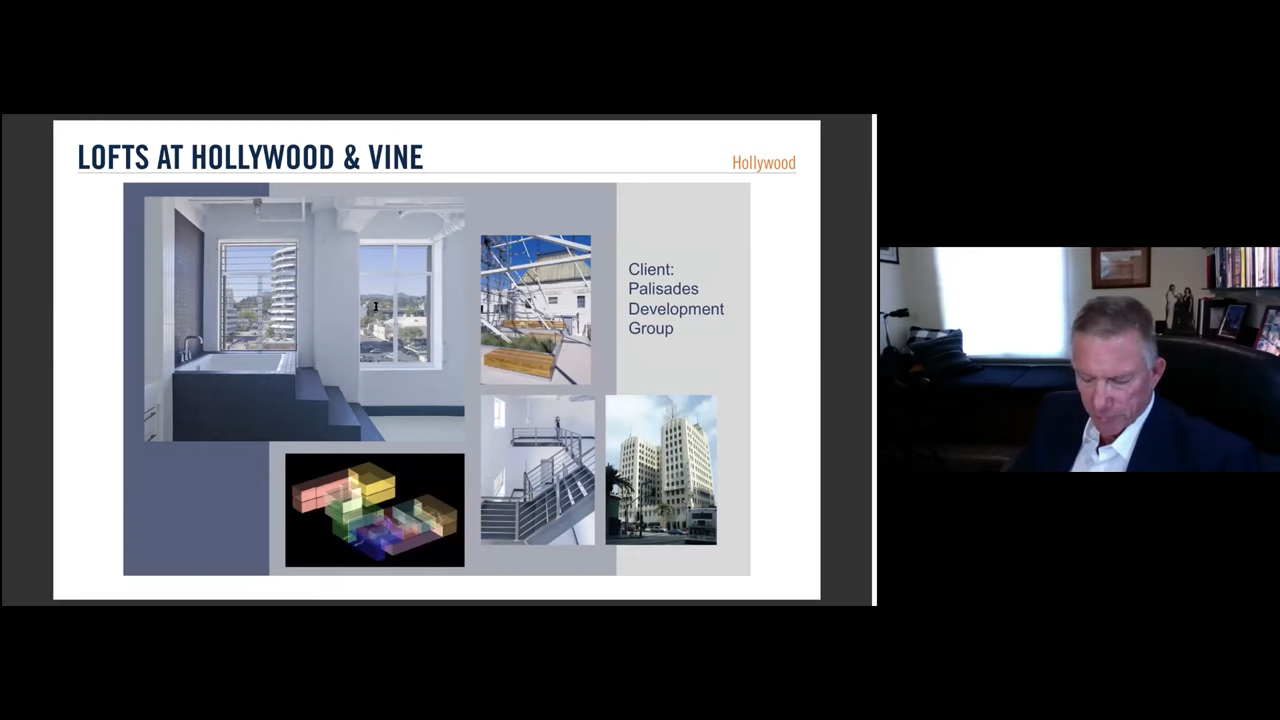 LOFTS AT HOLLYWOOD & VINE
Hollywood
Client:
Palisades
Development
Group